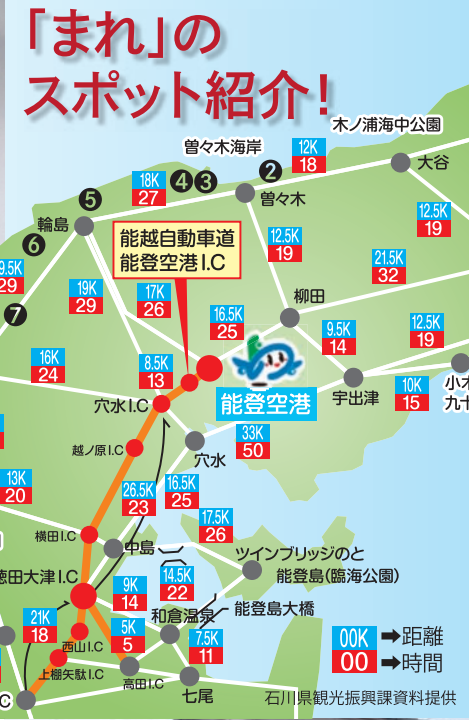 「まれ」の
スポット紹介!
木ノ浦海中公園
曽々木海岸
12K
18
大谷
18K
27
❹❸
❷
曽々木
❺
輪島
12.5K
19
能越自動車道
能登空港I.C
12.5K
19
❻
9.5K
29
21.5K
32
19K
29
17K
26
柳田
❼
16.5K
25
9.5K
14
12.5K
19
16K
24
8.5K
13
能登空港
宇出津
10K
15
小木
九十
穴水I.C
33K
50
越ノ原I.C
穴水
13K
20
26.5K
23
16.5K
25
17.5K
26
横田I.C
中島
ツインブリッジのと
能登島(臨海公園)
徳田大津I.C
9K
14
14.5K
22
能登島大橋
21K
18
5K
5
和倉温泉
7.5K
11
西山I.C
上棚矢駄I.C
高田I.C
七尾
00K ➡距離
00 ➡時間
石川県観光振興課資料提供